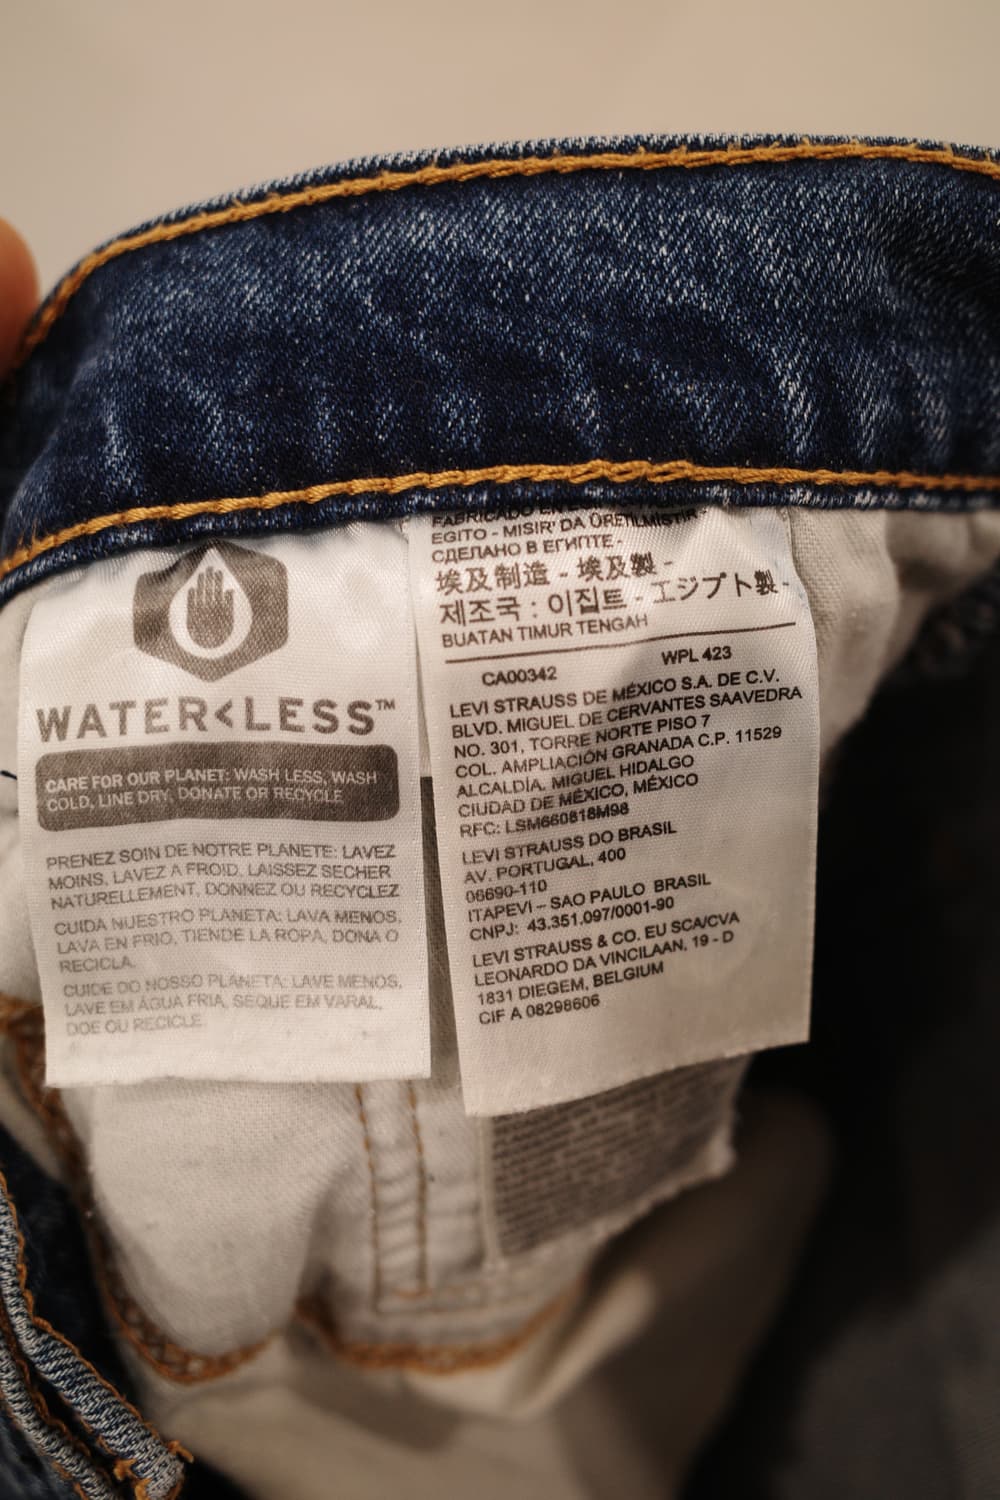 WATER<LESS™
CARE FOR OUR PLANET: WASH LESS, WASH
COLD, LINE DRY, DONATE OR RECYCLE
PRENEZ SOIN DE NOTRE PLANETE: LAVEZ
MOINS, LAVEZ A FROID, LAISSEZ SECHER
NATURELLEMENT, DONNEZ OU RECYCLEZ
CUIDA NUESTRO PLANETA: LAVA MENOS,
LAVA EN FRIO, TIENDE LA ROPA, DONA O
RECICLA.
CUIDE DO NOSSO PLANETA: LAVE MENOS,
LAVE EM ÁGUA FRIA, SEQUE EM VARAL,
DOE OU RECICLE
FABRICADO EN
EGITO - MISIR' DA ÜRETILMISTIR -
СДЕЛАНО В ЕГИПТЕ -
埃及制造 - 埃及製 -
제조국 : 이집트 - エジプト製 -
BUATAN TIMUR TENGAH
CA00342 WPL 423
LEVI STRAUSS DE MÉXICO S.A. DE C.V.
BLVD. MIGUEL DE CERVANTES SAAVEDRA
NO. 301, TORRE NORTE PISO 7
COL. AMPLIACIÓN GRANADA C.P. 11529
ALCALDÍA. MIGUEL HIDALGO
CIUDAD DE MÉXICO, MÉXICO
RFC: LSM660818M98
LEVI STRAUSS DO BRASIL
AV. PORTUGAL, 400
06690-110
ITAPEVI – SAO PAULO BRASIL
CNPJ: 43.351.097/0001-90
LEVI STRAUSS & CO. EU SCA/CVA
LEONARDO DA VINCILAAN, 19 - D
1831 DIEGEM, BELGIUM
CIF A 08298606